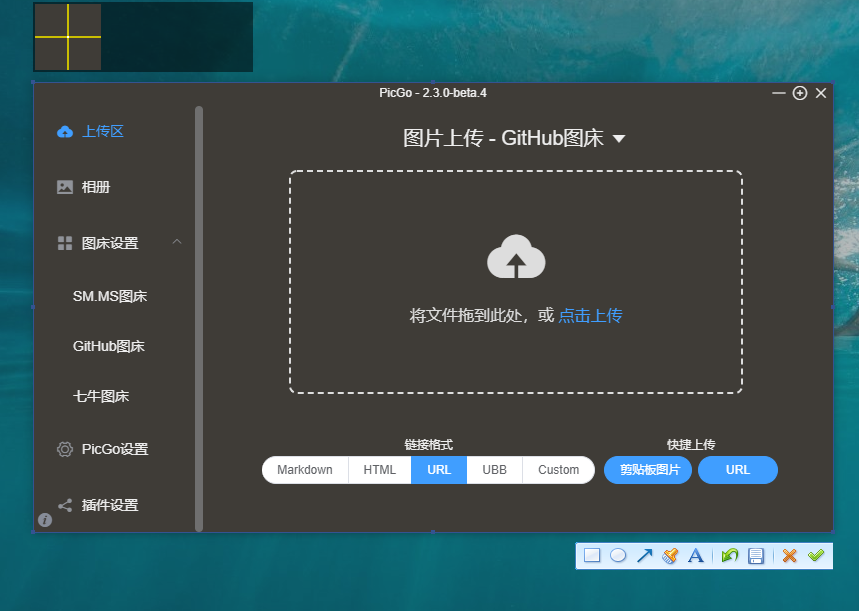 PicGo - 2.3.0-beta.4
上传区
相册
图床设置
SM.MS图床
GitHub图床
七牛图床
PicGo设置
插件设置
图片上传 - GitHub图床
将文件拖到此处，或 点击上传
链接格式
Markdown HTML URL UBB Custom
快捷上传
剪贴板图片 URL
A